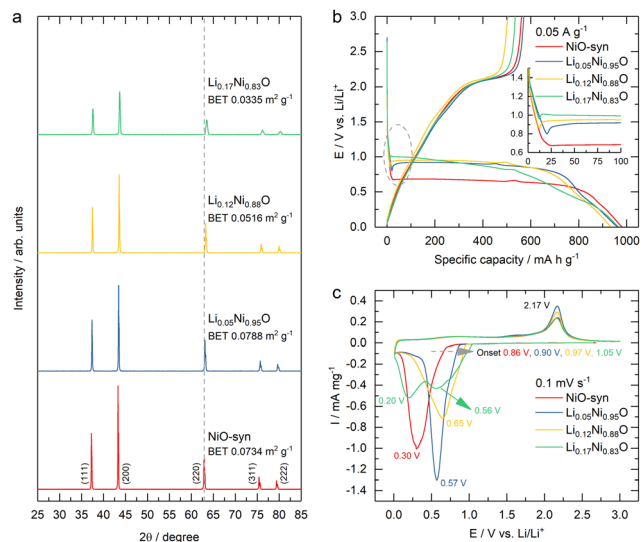 a
Intensity / arb. units
Li0.17Ni0.83O
BET 0.0335 m² g⁻¹
Li0.12Ni0.88O
BET 0.0516 m² g⁻¹
Li0.05Ni0.95O
BET 0.0788 m² g⁻¹
NiO-syn
BET 0.0734 m² g⁻¹
(111)
(200)
(220)
(311)
(222)
25 30 35 40 45 50 55 60 65 70 75 80 85
2θ / degree
b
E / V vs. Li/Li⁺
3.0
2.5
2.0
1.5
1.0
0.5
0.0
0.05 A g⁻¹
NiO-syn
Li0.05Ni0.95O
Li0.12Ni0.88O
Li0.17Ni0.83O
1.4
1.2
1.0
0.8
0.6
0 25 50 75 100
0 200 400 600 800 1000
Specific capacity / mA h g⁻¹
c
I / mA mg⁻¹
0.4
0.2
0.0
-0.2
-0.4
-0.6
-0.8
-1.0
-1.2
-1.4
2.17 V
Onset 0.86 V, 0.90 V, 0.97 V, 1.05 V
0.20 V
0.56 V
0.65 V
0.30 V
0.57 V
0.1 mV s⁻¹
NiO-syn
Li0.05Ni0.95O
Li0.12Ni0.88O
Li0.17Ni0.83O
0.0 0.5 1.0 1.5 2.0 2.5 3.0
E / V vs. Li/Li⁺